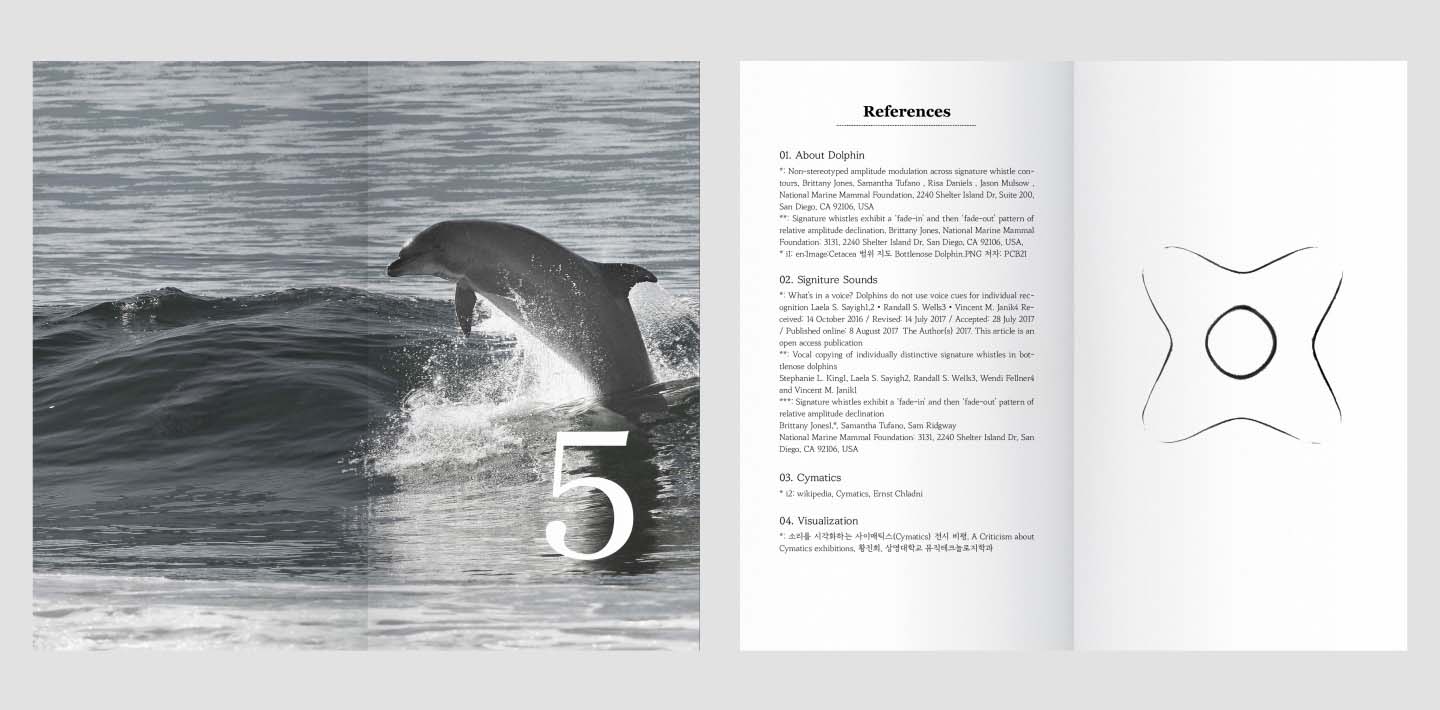 5
References
01. About Dolphin
*: Non-stereotyped amplitude modulation across signature whistle con-
tours, Brittany Jones, Samantha Tufano , Risa Daniels , Jason Mulsow ,
National Marine Mammal Foundation, 2240 Shelter Island Dr, Suite 200,
San Diego, CA 92106, USA
**: Signature whistles exhibit a 'fade-in' and then 'fade-out' pattern of
relative amplitude declination, Brittany Jones, National Marine Mammal
Foundation: 3131, 2240 Shelter Island Dr, San Diego, CA 92106, USA,
* i1: en:Image:Cetacea 범위 지도 Bottlenose Dolphin.PNG 저자: PCB21
02. Signiture Sounds
*: What's in a voice? Dolphins do not use voice cues for individual rec-
ognition Laela S. Sayigh1,2 • Randall S. Wells3 • Vincent M. Janik4 Re-
ceived: 14 October 2016 / Revised: 14 July 2017 / Accepted: 28 July 2017
/ Published online: 8 August 2017 The Author(s) 2017. This article is an
open access publication
**: Vocal copying of individually distinctive signature whistles in bot-
tlenose dolphins
Stephanie L. King1, Laela S. Sayigh2, Randall S. Wells3, Wendi Fellner4
and Vincent M. Janik1
***: Signature whistles exhibit a 'fade-in' and then 'fade-out' pattern of
relative amplitude declination
Brittany Jones1,*, Samantha Tufano, Sam Ridgway
National Marine Mammal Foundation: 3131, 2240 Shelter Island Dr, San
Diego, CA 92106, USA
03. Cymatics
* i2: wikipedia, Cymatics, Ernst Chladni
04. Visualization
*: 소리를 시각화하는 사이매틱스(Cymatics) 전시 비평, A Criticism about
Cymatics exhibitions, 황진희, 상명대학교 뮤직테크놀로지학과